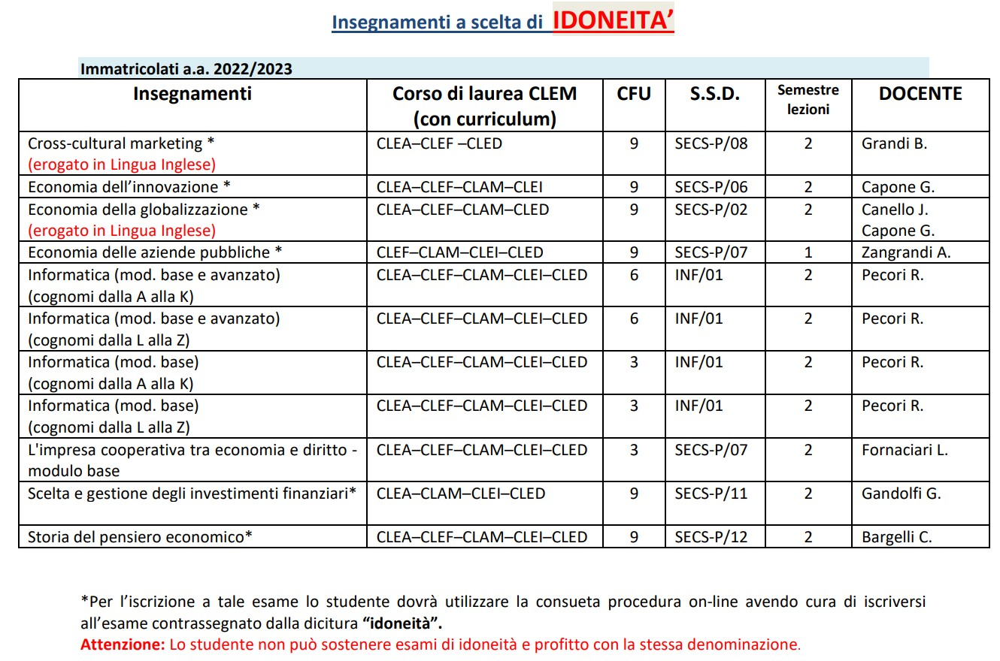 Insegnamenti a scelta di IDONEITA’
Immatricolati a.a. 2022/2023
Insegnamenti Corso di laurea CLEM (con curriculum) CFU S.S.D. Semestre lezioni DOCENTE
Cross-cultural marketing * CLEA–CLEF –CLED 9 SECS-P/08 2 Grandi B.
(erogato in Lingua Inglese)
Economia dell’innovazione * CLEA–CLEF–CLAM–CLEI 9 SECS-P/06 2 Capone G.
Economia della globalizzazione * CLEA–CLEF–CLAM–CLED 9 SECS-P/02 2 Canello J.
(erogato in Lingua Inglese) Capone G.
Economia delle aziende pubbliche * CLEF–CLAM–CLEI–CLED 9 SECS-P/07 1 Zangrandi A.
Informatica (mod. base e avanzato) CLEA–CLEF–CLAM–CLEI–CLED 6 INF/01 2 Pecori R.
(cognomi dalla A alla K)
Informatica (mod. base e avanzato) CLEA–CLEF–CLAM–CLEI–CLED 6 INF/01 2 Pecori R.
(cognomi dalla L alla Z)
Informatica (mod. base) CLEA–CLEF–CLAM–CLEI–CLED 3 INF/01 2 Pecori R.
(cognomi dalla A alla K)
Informatica (mod. base) CLEA–CLEF–CLAM–CLEI–CLED 3 INF/01 2 Pecori R.
(cognomi dalla L alla Z)
L'impresa cooperativa tra economia e diritto - CLEA–CLEF–CLAM–CLEI–CLED 3 SECS-P/07 2 Fornaciari L.
modulo base
Scelta e gestione degli investimenti finanziari* CLEA–CLAM–CLEI–CLED 9 SECS-P/11 2 Gandolfi G.
Storia del pensiero economico* CLEA–CLEF–CLAM–CLEI–CLED 9 SECS-P/12 2 Bargelli C.
*Per l’iscrizione a tale esame lo studente dovrà utilizzare la consueta procedura on-line avendo cura di iscriversi
all’esame contrassegnato dalla dicitura “idoneità”.
Attenzione: Lo studente non può sostenere esami di idoneità e profitto con la stessa denominazione.